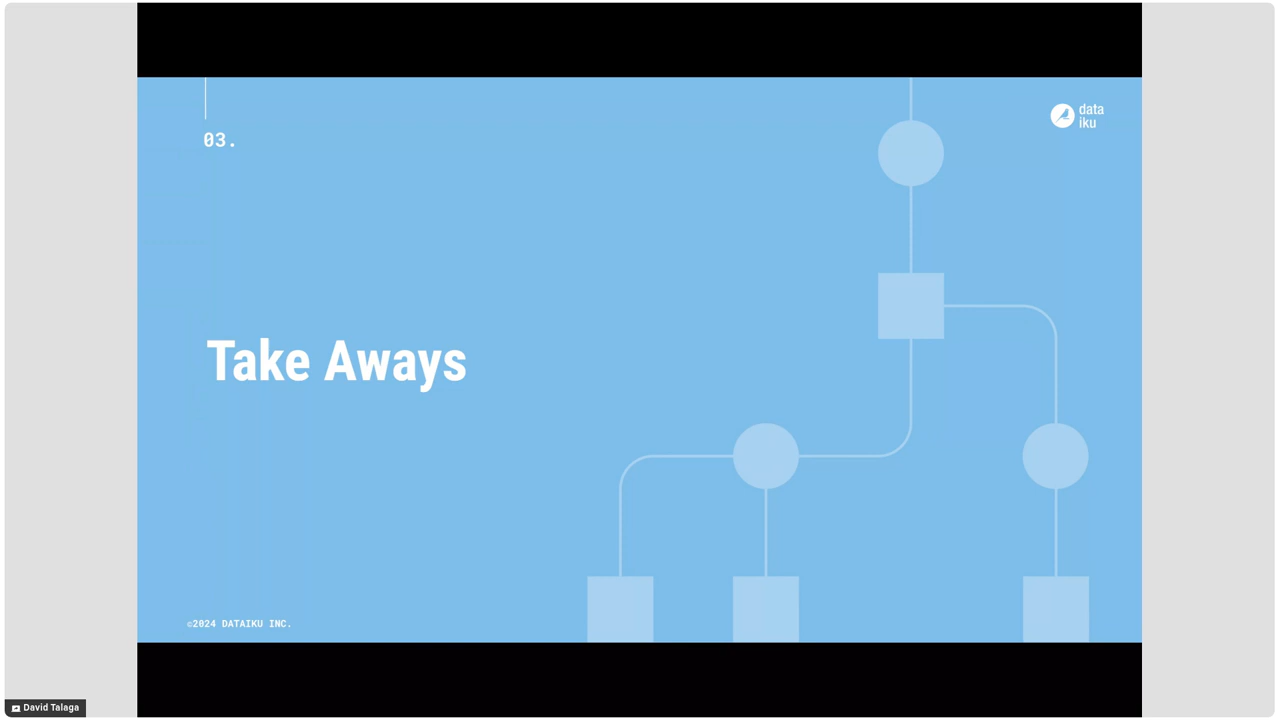 03.
data
iku
Take Aways
©2024 DATAIKU INC.
David Talaga